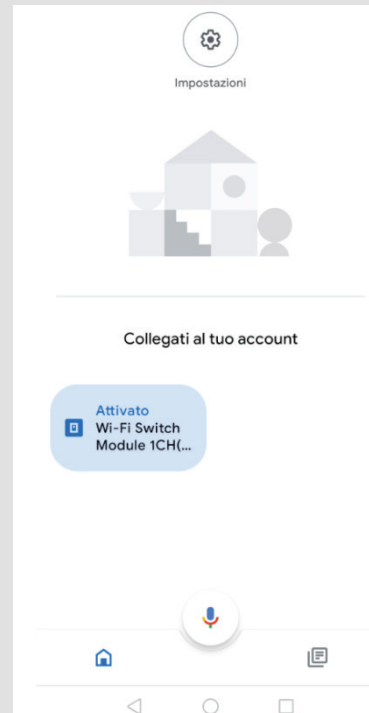 Impostazioni
Collegati al tuo account
Attivato
Wi-Fi Switch
Module 1CH(...